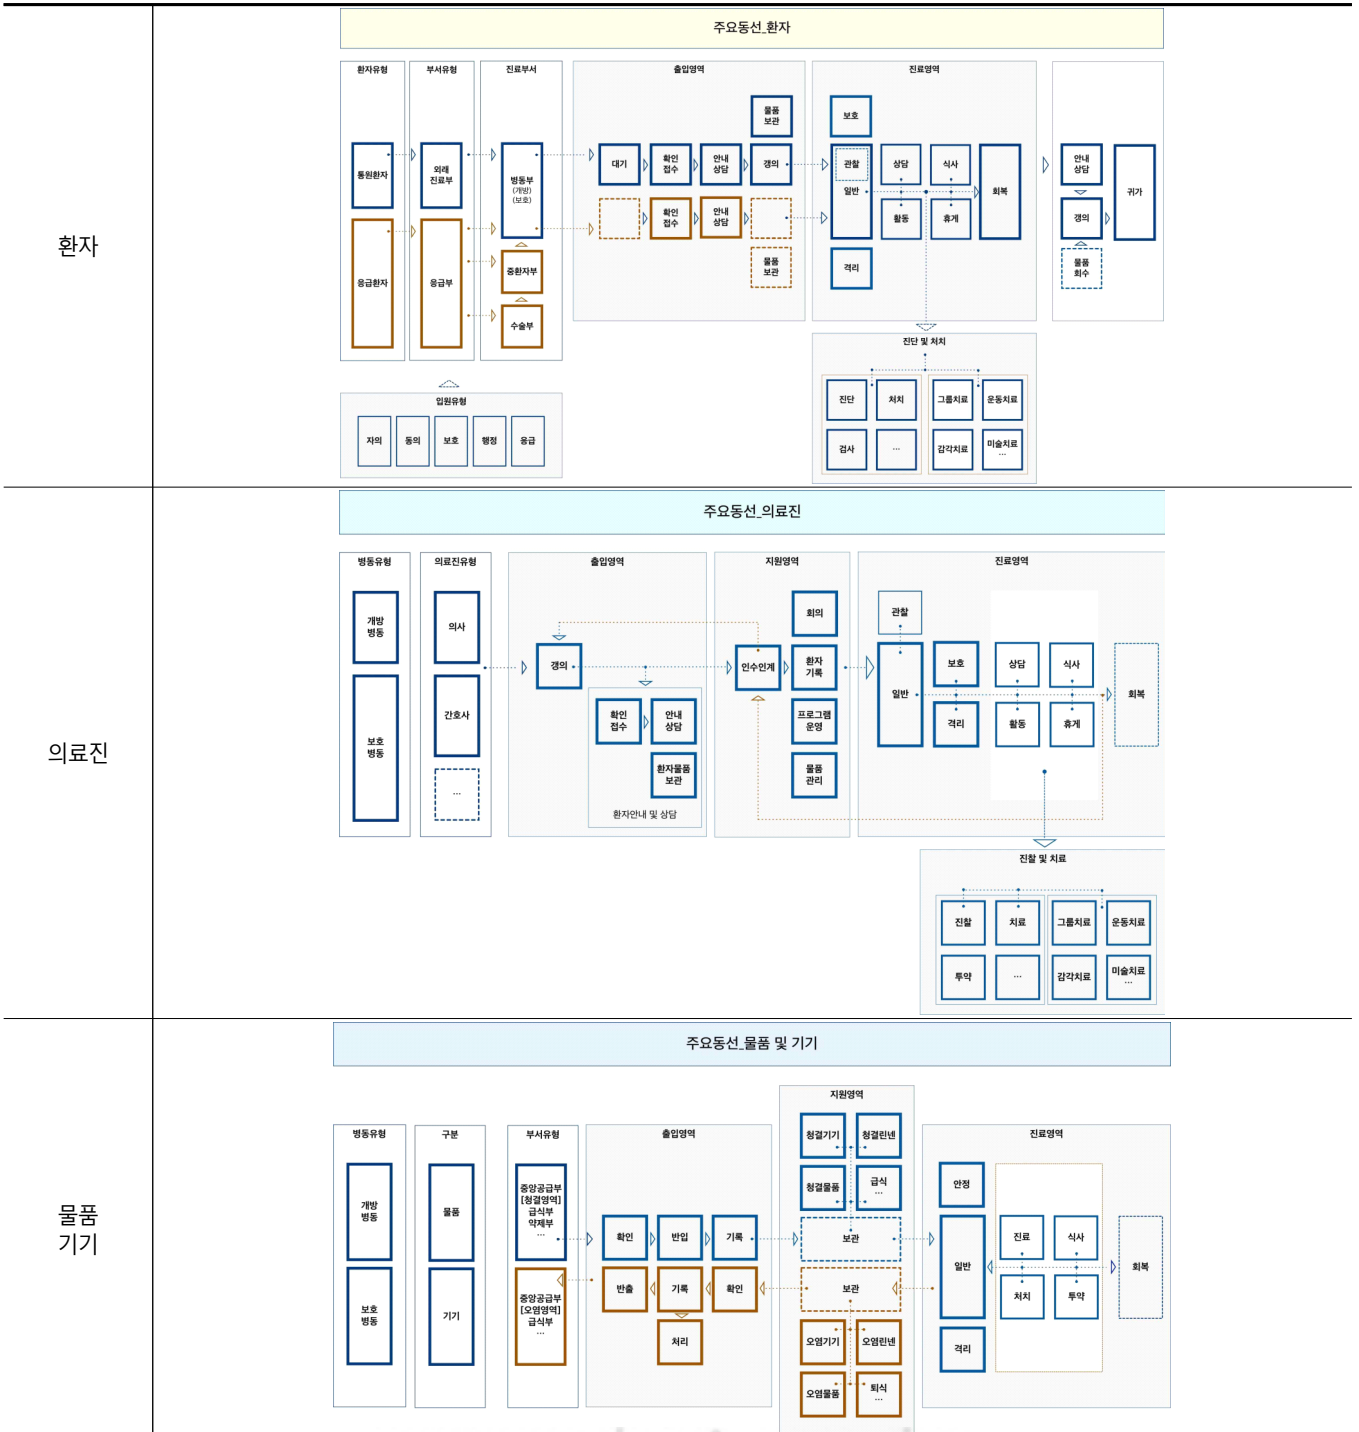 환자
주요동선_환자
환자유형
부서유형
진료부서
출입영역
진료영역
통원환자
응급환자
외래
진료부
응급부
병동부
(개방)
(보호)
중환자부
수술부
물품
보관
대기
확인
접수
안내
상담
갱의
확인
접수
안내
상담
물품
보관
보호
관찰
일반
상담
식사
활동
휴게
회복
격리
안내
상담
갱의
물품
회수
귀가
입원유형
자의
동의
보호
행정
응급
진단 및 처치
진단
처치
그룹치료
운동치료
검사
...
감각치료
미술치료
...
의료진
주요동선_의료진
병동유형
의료진유형
출입영역
지원영역
진료영역
개방
병동
보호
병동
의사
간호사
...
갱의
확인
접수
안내
상담
환자물품
보관
환자안내 및 상담
회의
인수인계
환자
기록
프로그램
운영
물품
관리
관찰
일반
보호
격리
상담
식사
활동
휴게
회복
진찰 및 치료
진찰
치료
그룹치료
운동치료
투약
...
감각치료
미술치료
...
물품
기기
주요동선_물품 및 기기
병동유형
구분
부서유형
출입영역
지원영역
진료영역
개방
병동
보호
병동
물품
기기
중앙공급부
[청결영역]
급식부
약제부
...
중앙공급부
[오염영역]
급식부
...
확인
반입
기록
반출
기록
확인
처리
청결기기
청결린넨
청결물품
급식
...
보관
보관
오염기기
오염린넨
오염물품
퇴식
...
안정
일반
격리
진료
식사
처치
투약
회복